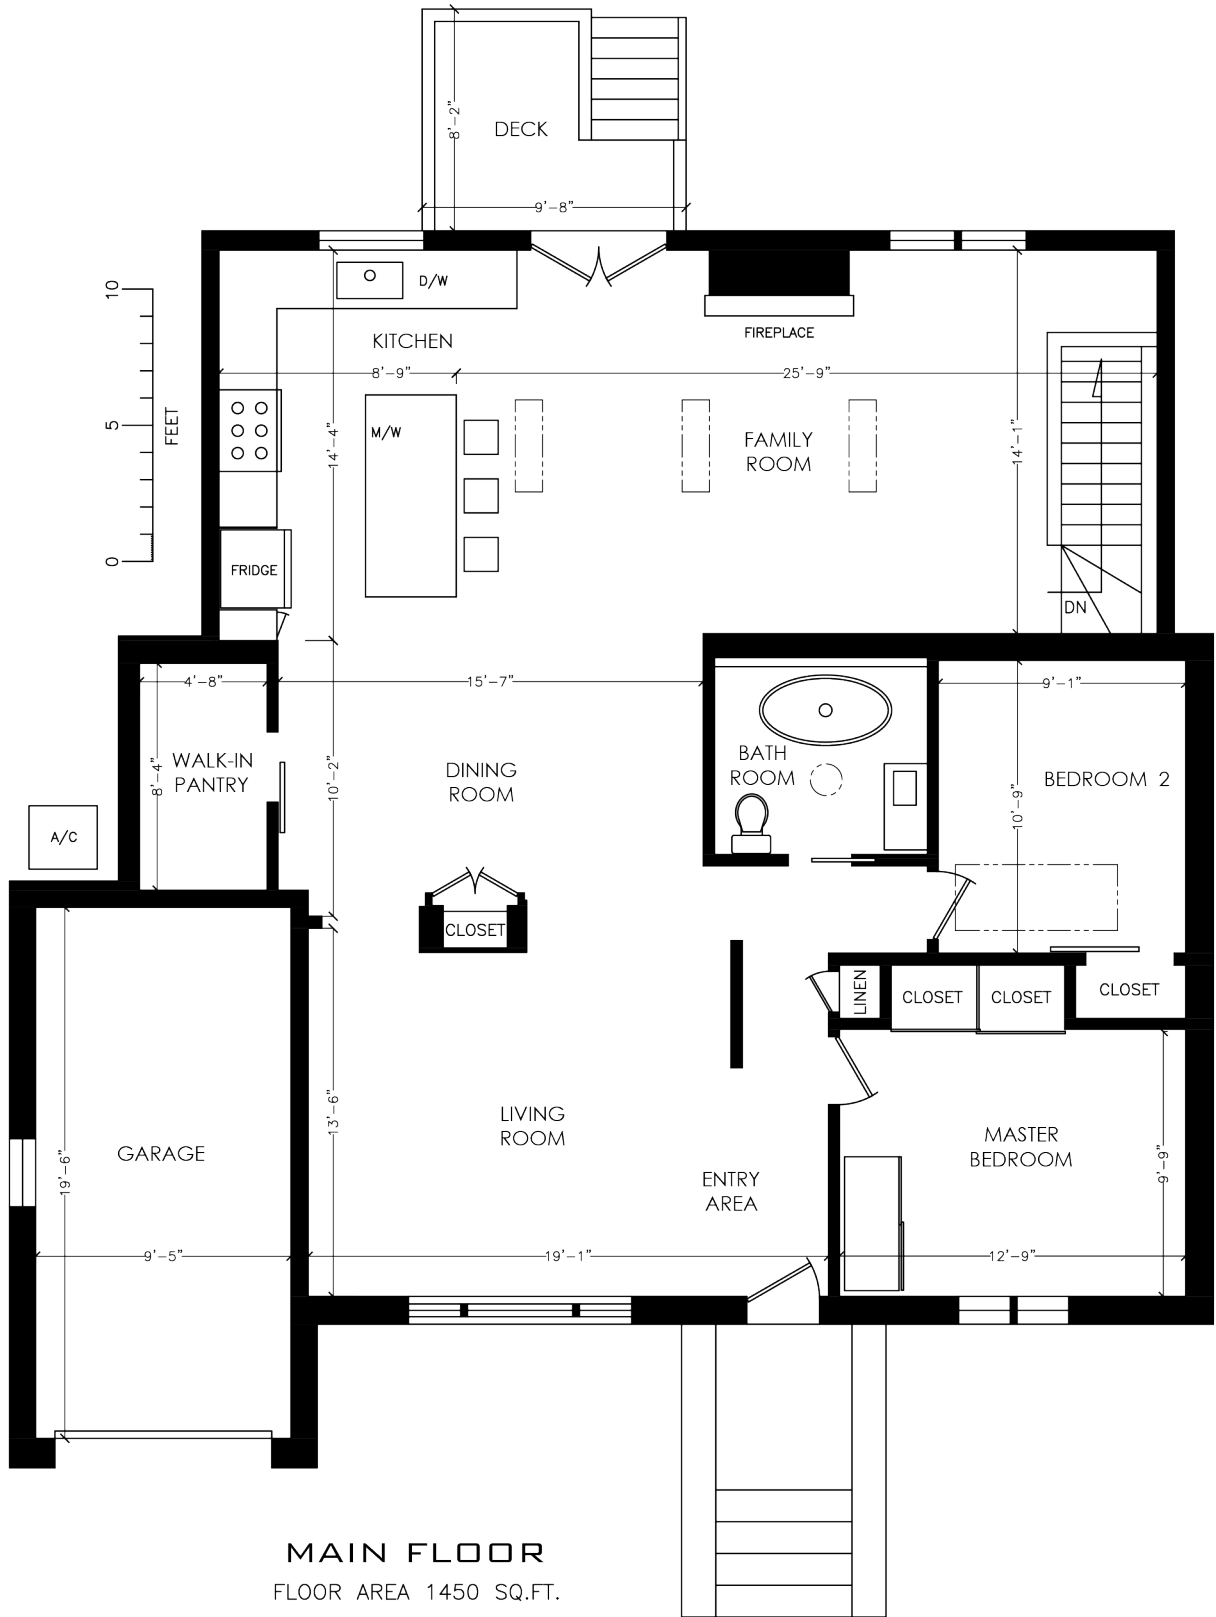 8'-2"
DECK
9'-8"
D/W
KITCHEN
FIREPLACE
8'-9"
25'-9"
10
5
0
FEET
M/W
14'-4"
FAMILY
ROOM
14'-1"
FRIDGE
DN
4'-8"
15'-7"
9'-1"
WALK-IN
PANTRY
8'-4"
DINING
ROOM
10'-2"
BATH
ROOM
BEDROOM 2
10'-9"
A/C
CLOSET
LINEN
CLOSET
CLOSET
CLOSET
GARAGE
19'-6"
9'-5"
LIVING
ROOM
13'-6"
19'-1"
ENTRY
AREA
MASTER
BEDROOM
9'-9"
12'-9"
MAIN FLOOR
FLOOR AREA 1450 SQ.FT.